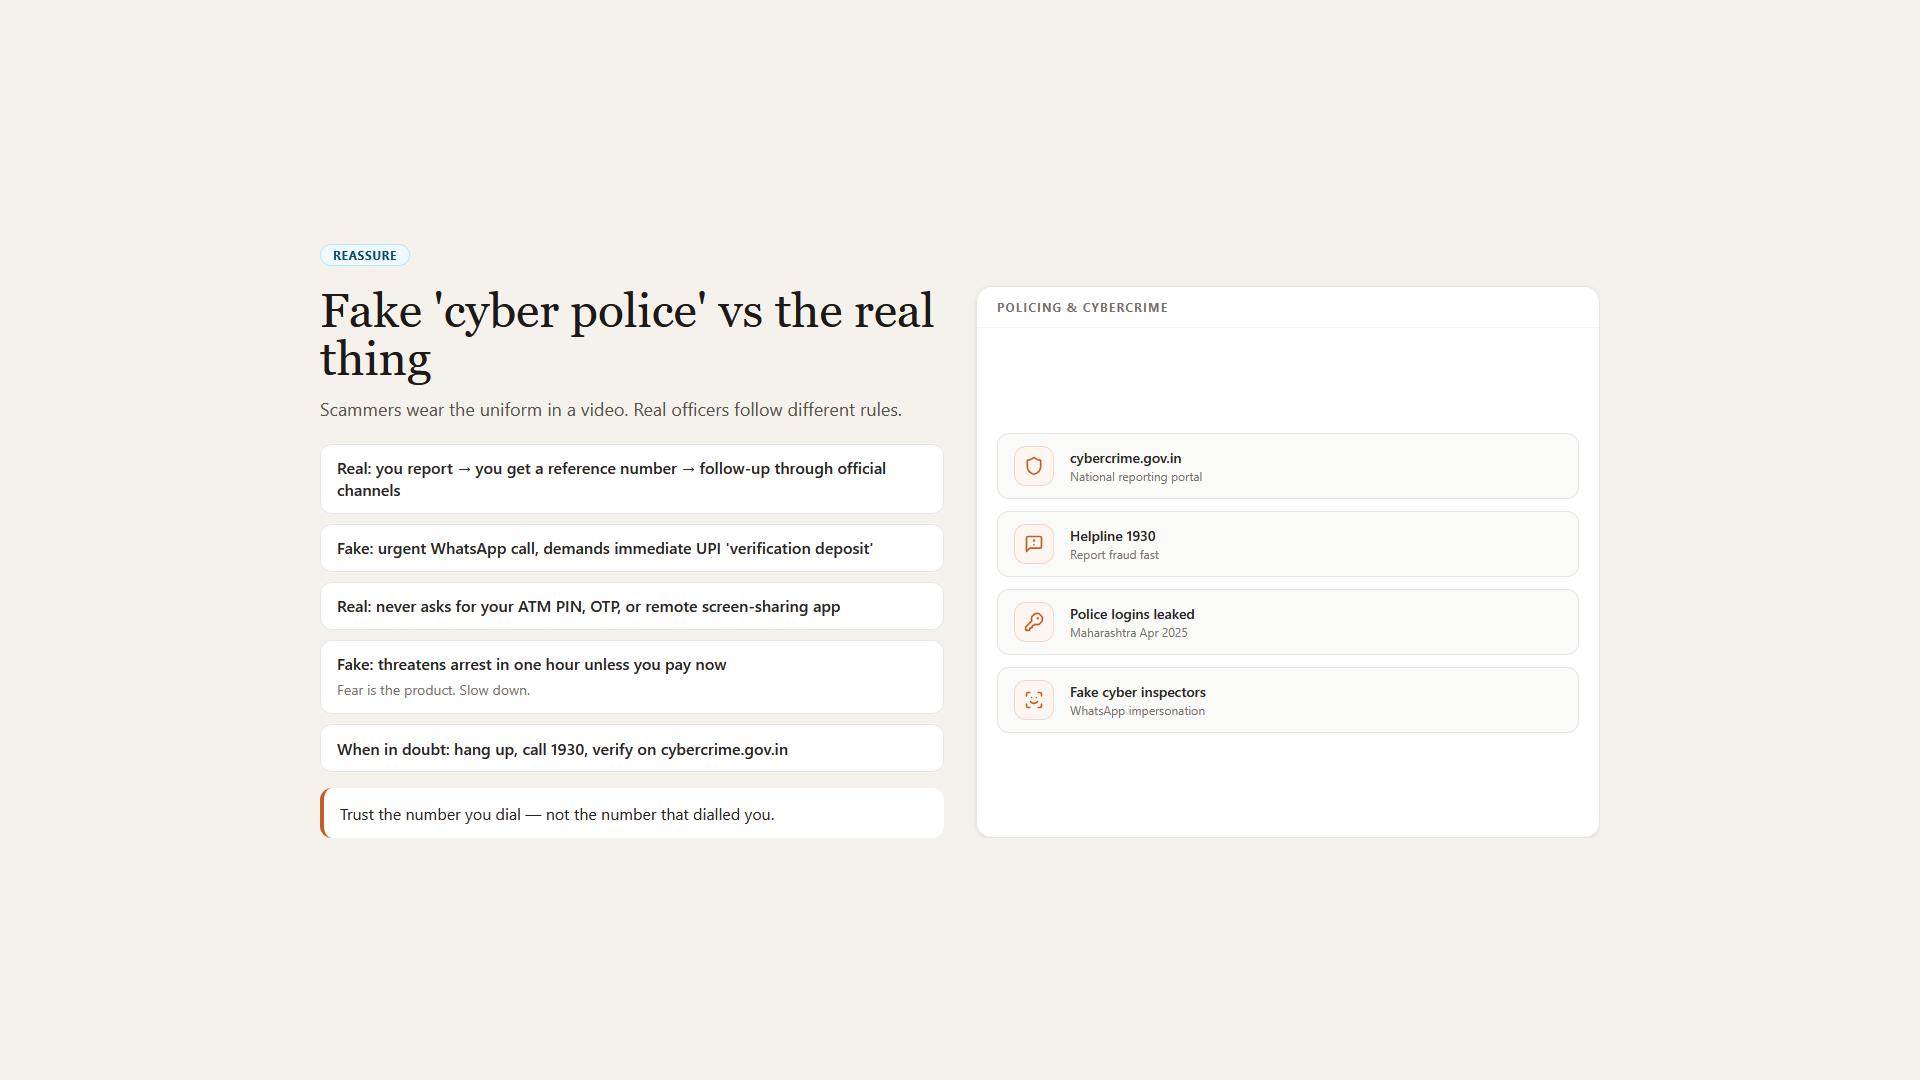 REASSURE
Fake 'cyber police' vs the real
thing
Scammers wear the uniform in a video. Real officers follow different rules.
Real: you report → you get a reference number → follow-up through official
channels
Fake: urgent WhatsApp call, demands immediate UPI 'verification deposit'
Real: never asks for your ATM PIN, OTP, or remote screen-sharing app
Fake: threatens arrest in one hour unless you pay now
Fear is the product. Slow down.
When in doubt: hang up, call 1930, verify on cybercrime.gov.in
Trust the number you dial — not the number that dialled you.
POLICING & CYBERCRIME
cybercrime.gov.in
National reporting portal
Helpline 1930
Report fraud fast
Police logins leaked
Maharashtra Apr 2025
Fake cyber inspectors
WhatsApp impersonation